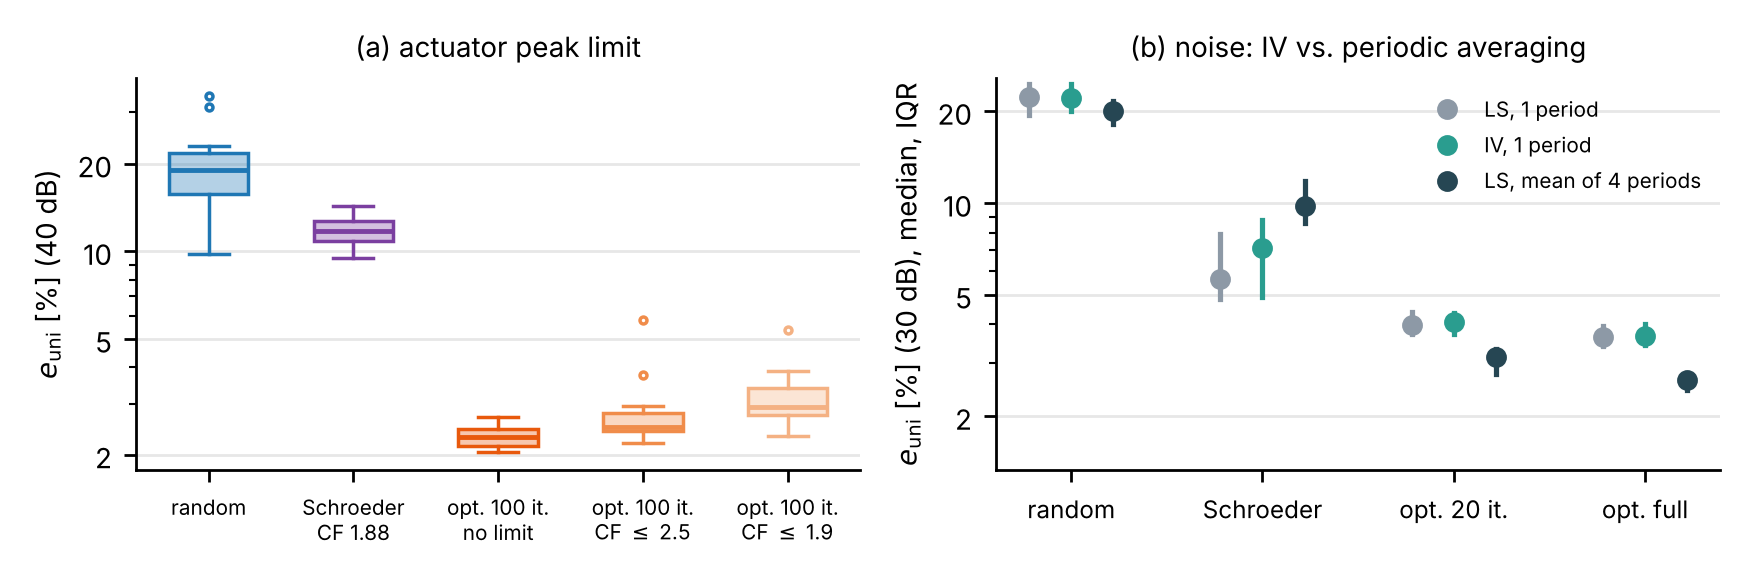 (a) actuator peak limit
e_uni [%] (40 dB)
20
10
5
2
random
Schroeder
CF 1.88
opt. 100 it.
no limit
opt. 100 it.
CF ≤ 2.5
opt. 100 it.
CF ≤ 1.9
(b) noise: IV vs. periodic averaging
e_uni [%] (30 dB), median, IQR
20
10
5
2
LS, 1 period
IV, 1 period
LS, mean of 4 periods
random
Schroeder
opt. 20 it.
opt. full